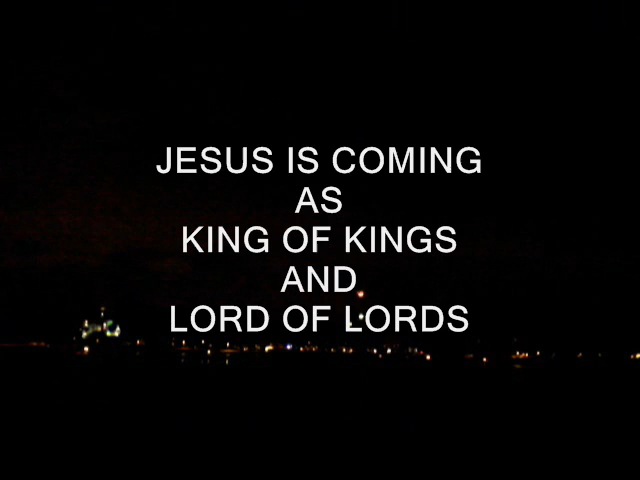 JESUS IS COMING
AS
KING OF KINGS
AND
LORD OF LORDS